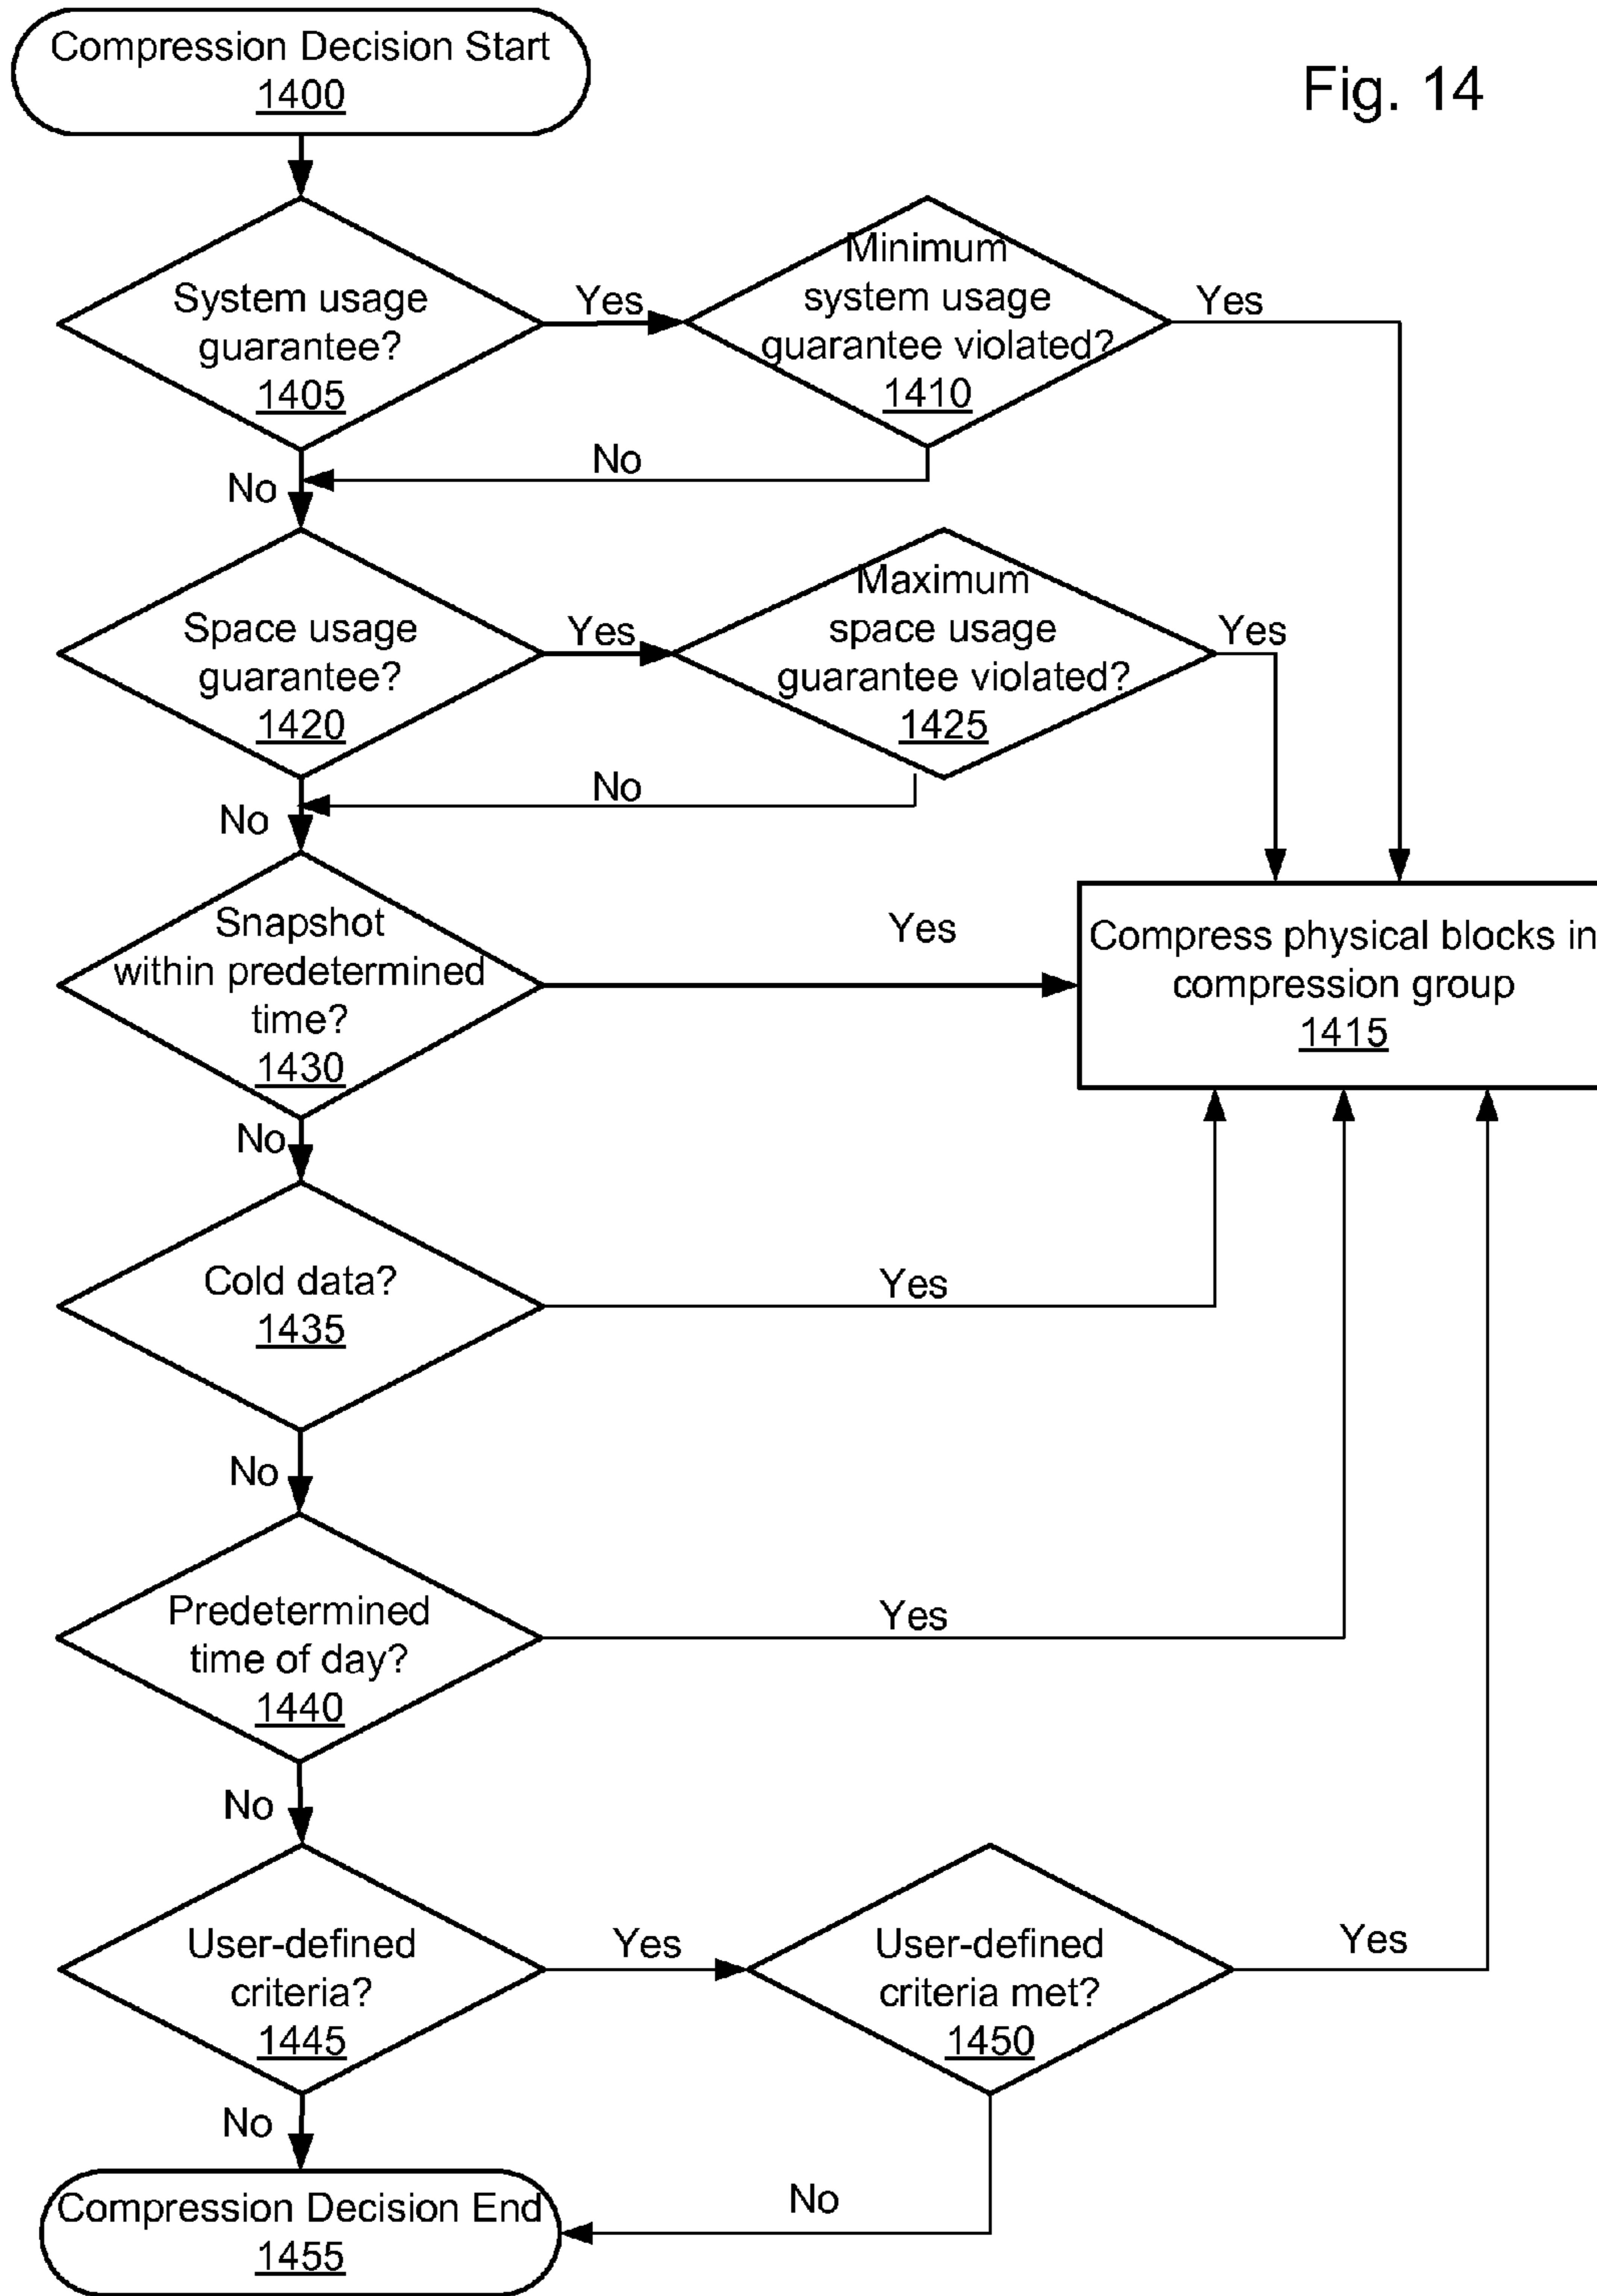 Compression Decision Start
1400
Fig. 14
System usage
guarantee?
1405
Yes
Minimum
system usage
guarantee violated?
1410
Yes
No
No
Space usage
guarantee?
1420
Yes
Maximum
space usage
guarantee violated?
1425
Yes
No
No
Snapshot
within predetermined
time?
1430
Yes
Compress physical blocks in
compression group
1415
No
Cold data?
1435
Yes
No
Predetermined
time of day?
1440
Yes
No
User-defined
criteria?
1445
Yes
User-defined
criteria met?
1450
Yes
No
Compression Decision End
1455
No